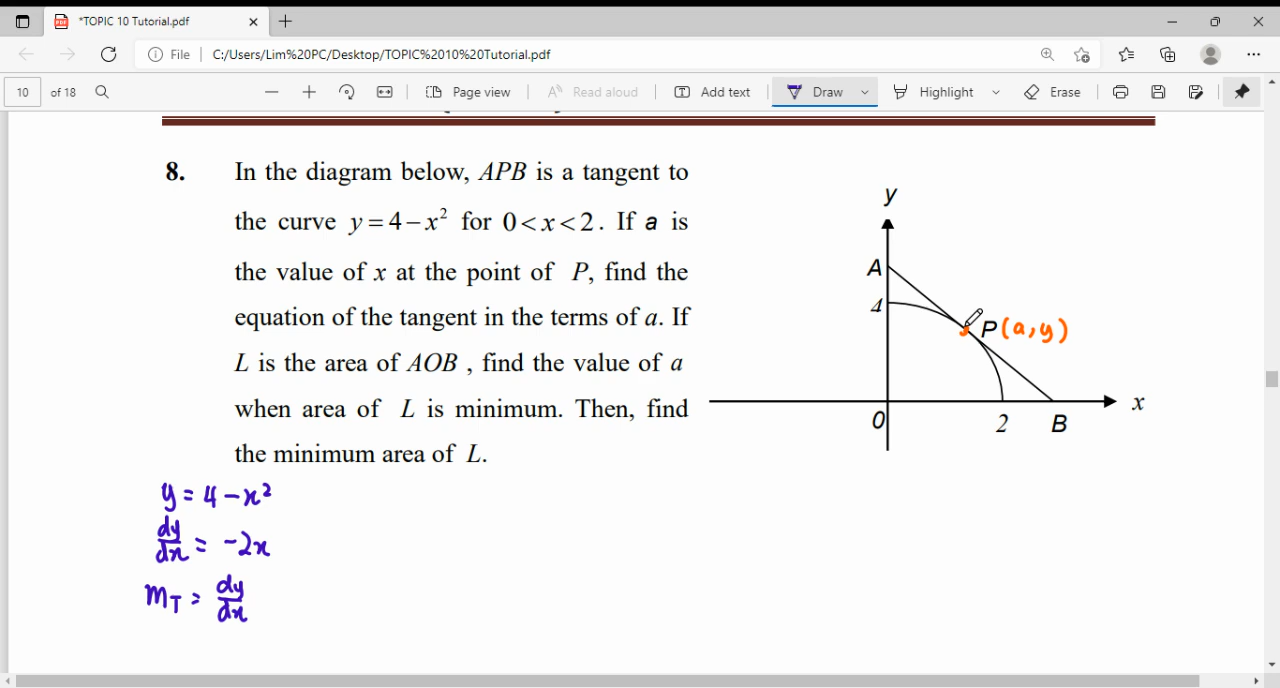 *TOPIC 10 Tutorial.pdf
File C:/Users/Lim%20PC/Desktop/TOPIC%2010%20Tutorial.pdf
10 of 18 Page view Read aloud Add text Draw Highlight Erase
8. In the diagram below, APB is a tangent to
the curve y = 4 − x² for 0 < x < 2. If a is
the value of x at the point of P, find the
equation of the tangent in the terms of a. If
L is the area of AOB , find the value of a
when area of L is minimum. Then, find
the minimum area of L.
y
A
4
P (a, y)
0 2 B x
y = 4 − x²
dy/dx = −2x
m_T = dy/dx